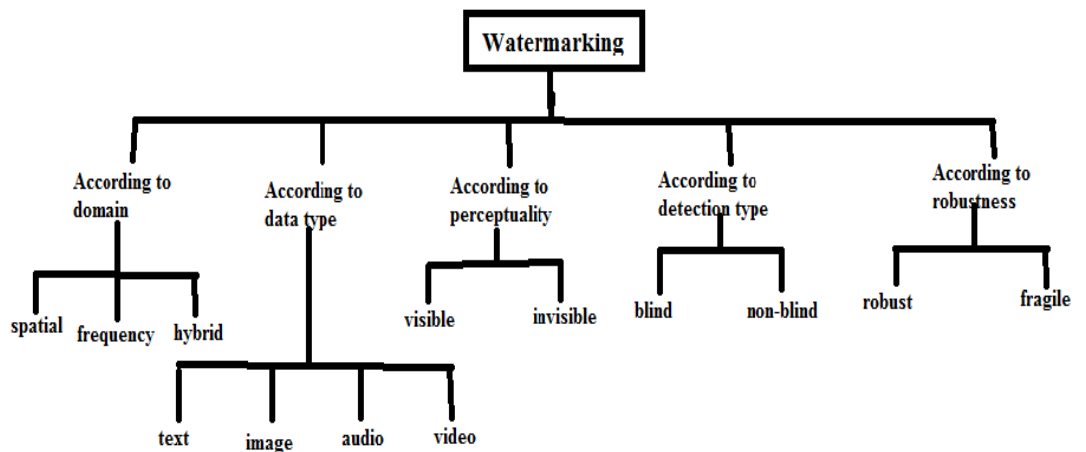 Watermarking
According to
domain
According to
data type
According to
perceptuality
According to
detection type
According to
robustness
spatial
frequency
hybrid
visible
invisible
blind
non-blind
robust
fragile
text
image
audio
video